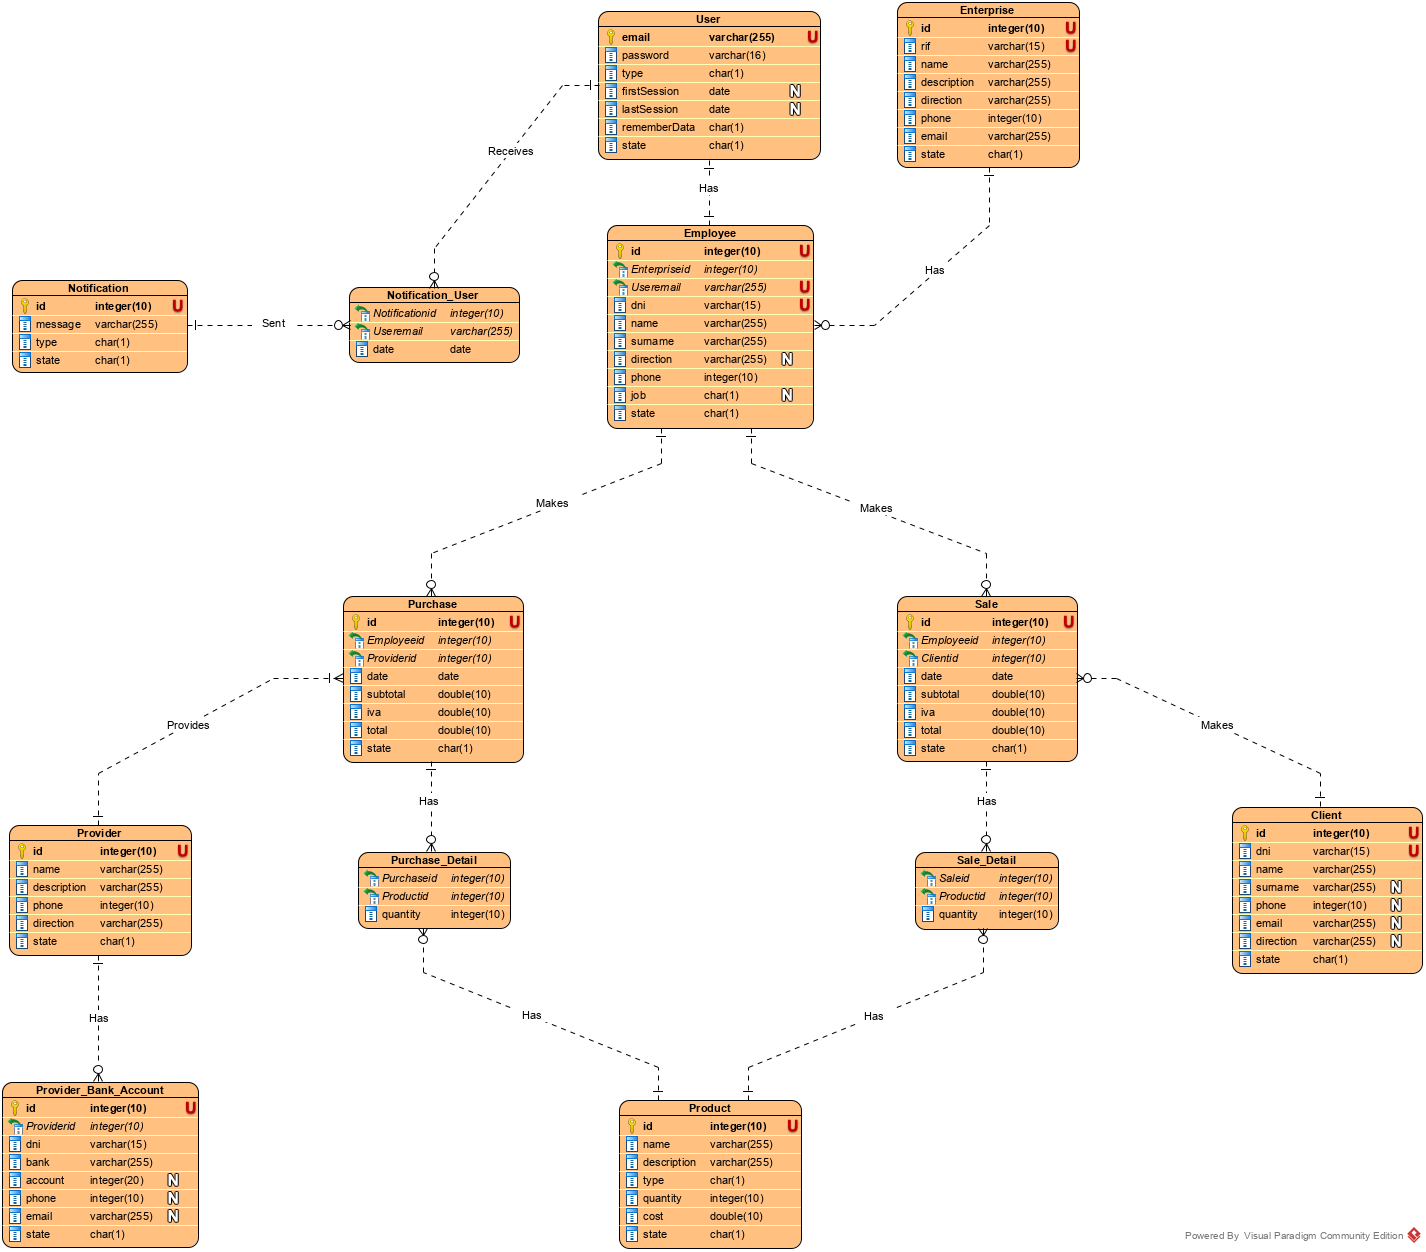 User
email varchar(255) U
password varchar(16)
type char(1)
firstSession date N
lastSession date N
rememberData char(1)
state char(1)
Enterprise
id integer(10) U
rif varchar(15) U
name varchar(255)
description varchar(255)
direction varchar(255)
phone integer(10)
email varchar(255)
state char(1)
Receives
Has
Has
Employee
id integer(10) U
Enterpriseid integer(10)
Useremail varchar(255) U
dni varchar(15) U
name varchar(255)
surname varchar(255)
direction varchar(255) N
phone integer(10)
job char(1) N
state char(1)
Notification
id integer(10) U
message varchar(255)
type char(1)
state char(1)
Sent
Notification_User
Notificationid integer(10)
Useremail varchar(255)
date date
Makes
Makes
Purchase
id integer(10) U
Employeeid integer(10)
Providerid integer(10)
date date
subtotal double(10)
iva double(10)
total double(10)
state char(1)
Sale
id integer(10) U
Employeeid integer(10)
Clientid integer(10)
date date
subtotal double(10)
iva double(10)
total double(10)
state char(1)
Provides
Makes
Has
Has
Provider
id integer(10) U
name varchar(255)
description varchar(255)
phone integer(10)
direction varchar(255)
state char(1)
Purchase_Detail
Purchaseid integer(10)
Productid integer(10)
quantity integer(10)
Sale_Detail
Saleid integer(10)
Productid integer(10)
quantity integer(10)
Client
id integer(10) U
dni varchar(15) U
name varchar(255)
surname varchar(255) N
phone integer(10) N
email varchar(255) N
direction varchar(255) N
state char(1)
Has
Has
Has
Provider_Bank_Account
id integer(10) U
Providerid integer(10)
dni varchar(15)
bank varchar(255)
account integer(20) N
phone integer(10) N
email varchar(255) N
state char(1)
Product
id integer(10) U
name varchar(255)
description varchar(255)
type char(1)
quantity integer(10)
cost double(10)
state char(1)
Powered By Visual Paradigm Community Edition